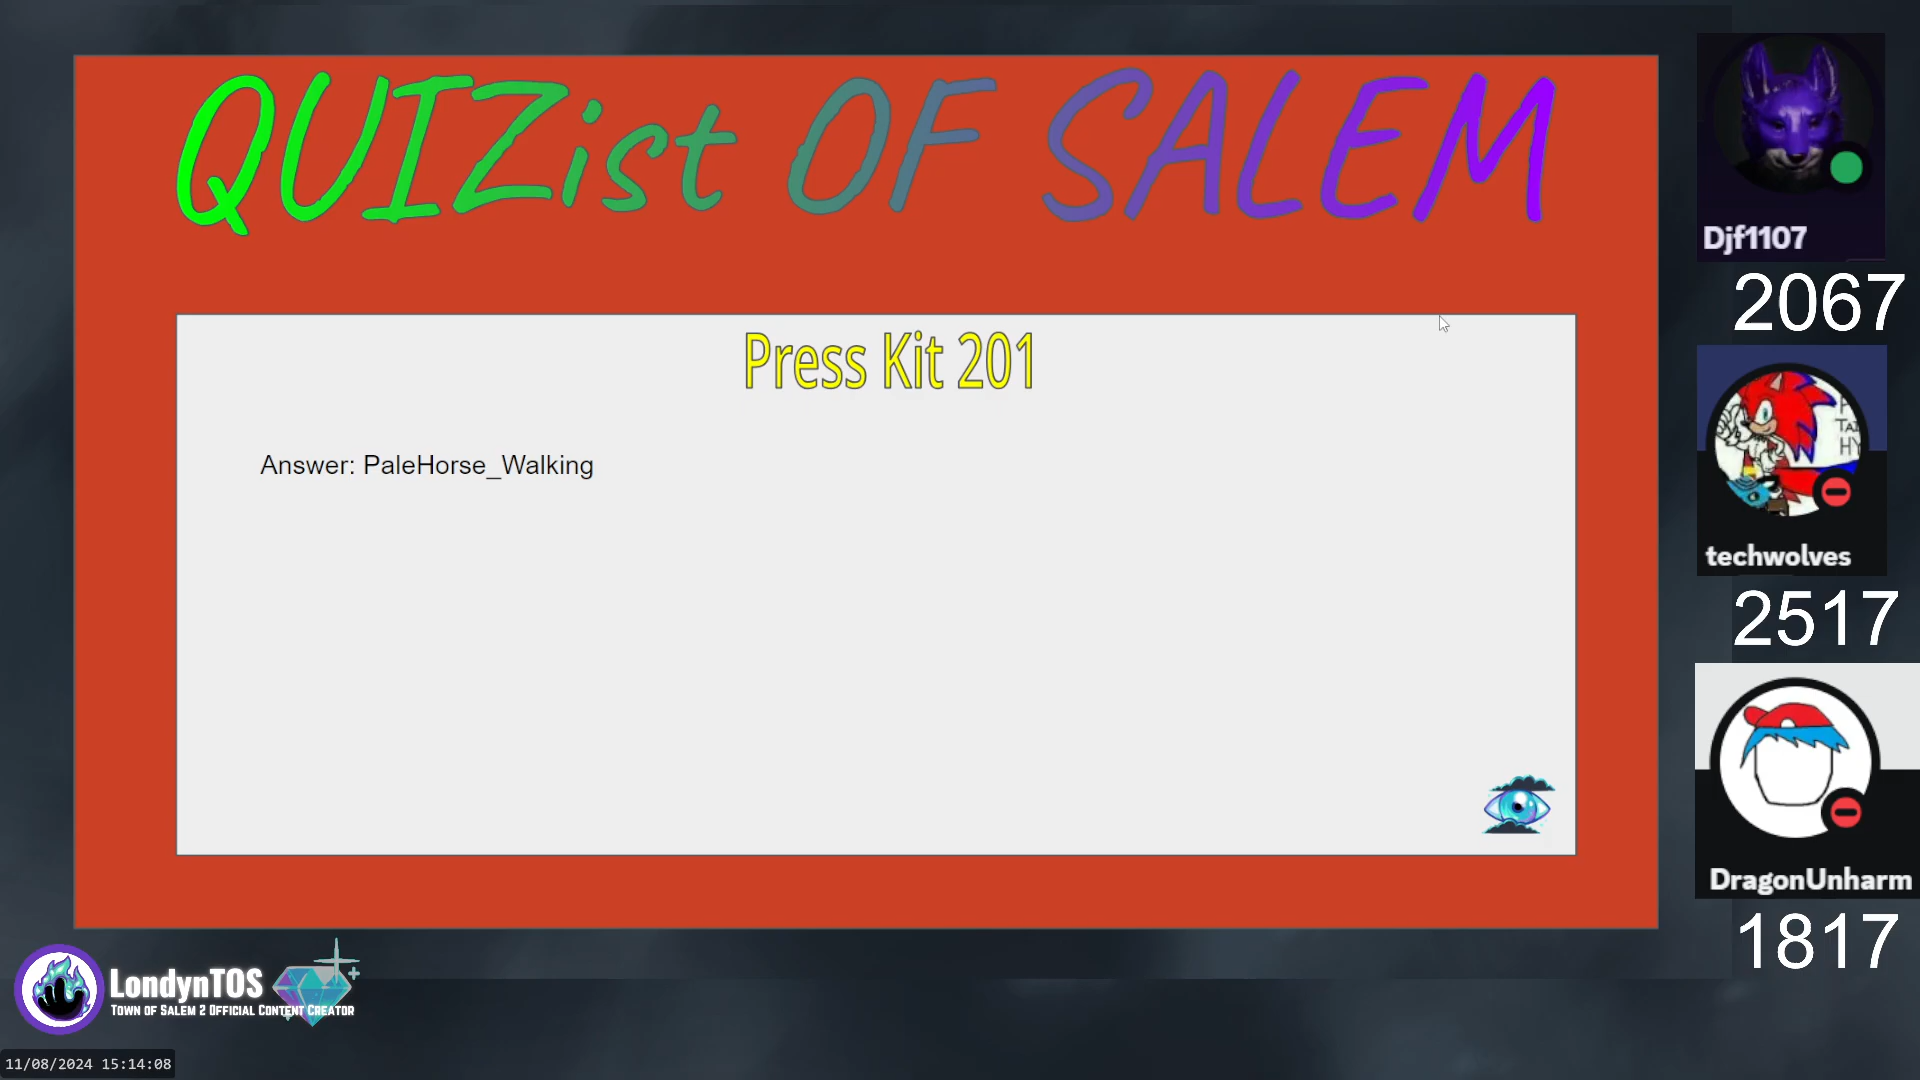 QUIZist OF SALEM
Press Kit 201
Answer: PaleHorse_Walking
Djf1107
2067
techwolves
2517
DragonUnharm
1817
LondynTOS
TOWN OF SALEM 2 OFFICIAL CONTENT CREATOR
11/08/2024 15:14:08